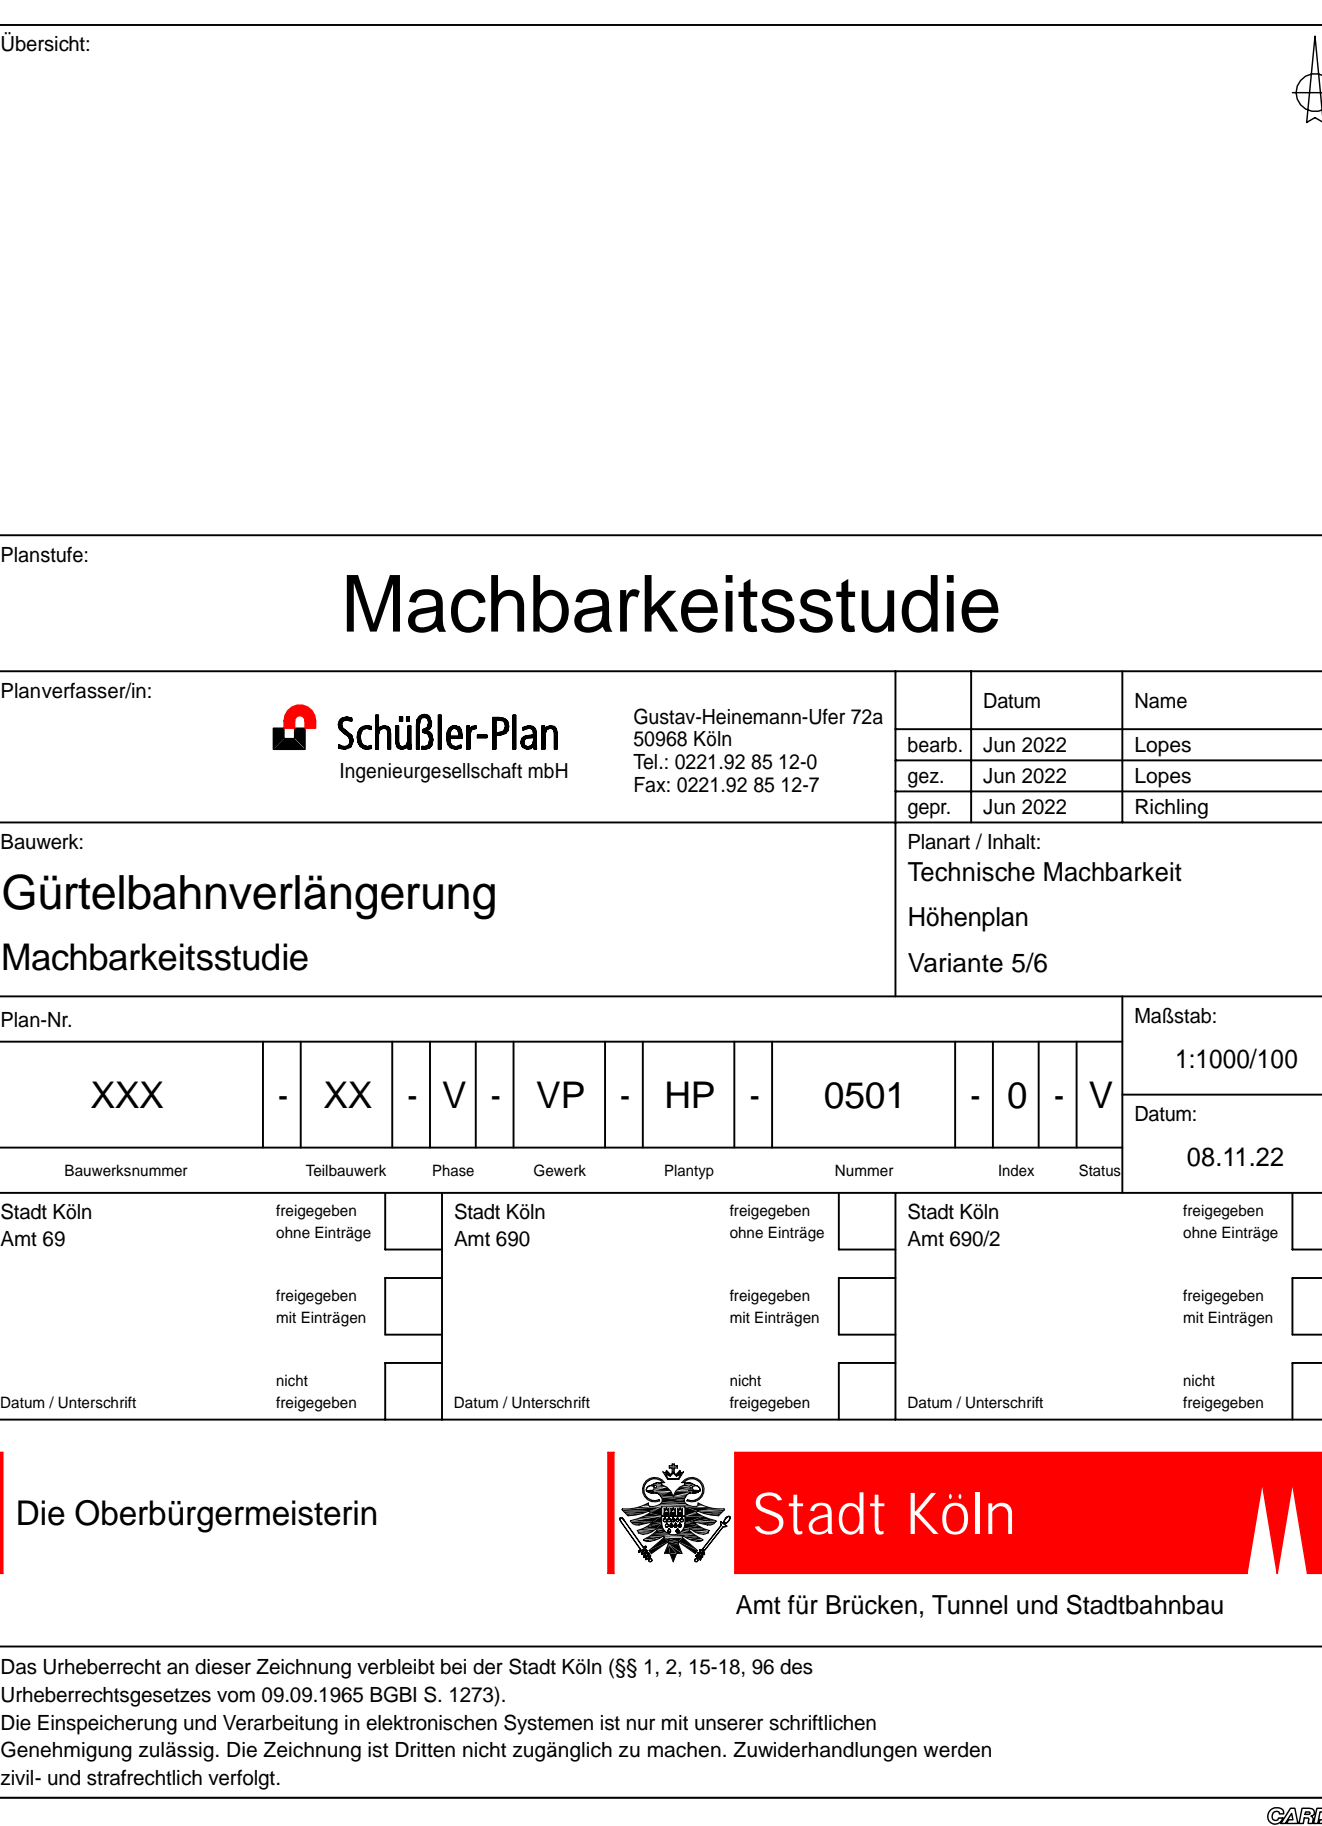 Übersicht:
Planstufe:
Machbarkeitsstudie
Planverfasser/in:
Schüßler-Plan
Ingenieurgesellschaft mbH
Gustav-Heinemann-Ufer 72a
50968 Köln
Tel.: 0221.92 85 12-0
Fax: 0221.92 85 12-7
Datum Name
bearb. Jun 2022 Lopes
gez. Jun 2022 Lopes
gepr. Jun 2022 Richling
Bauwerk:
Gürtelbahnverlängerung
Machbarkeitsstudie
Planart / Inhalt:
Technische Machbarkeit
Höhenplan
Variante 5/6
Plan-Nr.
XXX - XX - V - VP - HP - 0501 - 0 - V
Bauwerksnummer Teilbauwerk Phase Gewerk Plantyp Nummer Index Status
Maßstab:
1:1000/100
Datum:
08.11.22
Stadt Köln
Amt 69
freigegeben
ohne Einträge
freigegeben
mit Einträgen
nicht
freigegeben
Datum / Unterschrift
Stadt Köln
Amt 690
freigegeben
ohne Einträge
freigegeben
mit Einträgen
nicht
freigegeben
Datum / Unterschrift
Stadt Köln
Amt 690/2
freigegeben
ohne Einträge
freigegeben
mit Einträgen
nicht
freigegeben
Datum / Unterschrift
Die Oberbürgermeisterin
Stadt Köln
Amt für Brücken, Tunnel und Stadtbahnbau
Das Urheberrecht an dieser Zeichnung verbleibt bei der Stadt Köln (§§ 1, 2, 15-18, 96 des
Urheberrechtsgesetzes vom 09.09.1965 BGBI S. 1273).
Die Einspeicherung und Verarbeitung in elektronischen Systemen ist nur mit unserer schriftlichen
Genehmigung zulässig. Die Zeichnung ist Dritten nicht zugänglich zu machen. Zuwiderhandlungen werden
zivil- und strafrechtlich verfolgt.